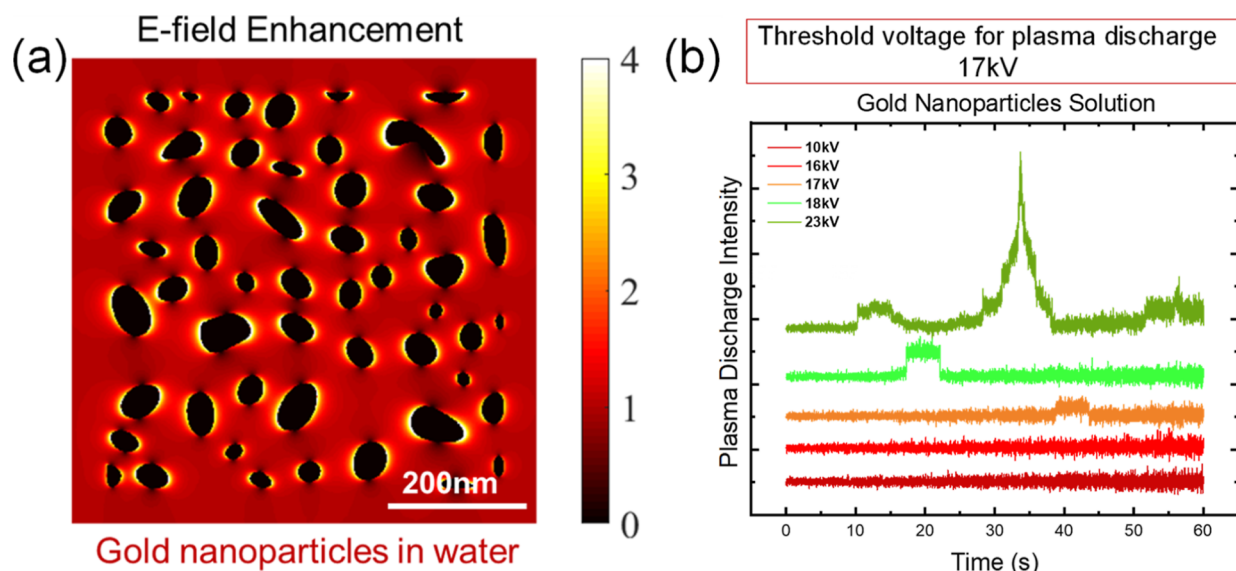 (a)
E-field Enhancement
4
3
2
1
0
200nm
Gold nanoparticles in water
(b)
Threshold voltage for plasma discharge
17kV
Gold Nanoparticles Solution
10kV
16kV
17kV
18kV
23kV
Plasma Discharge Intensity
0 10 20 30 40 50 60
Time (s)